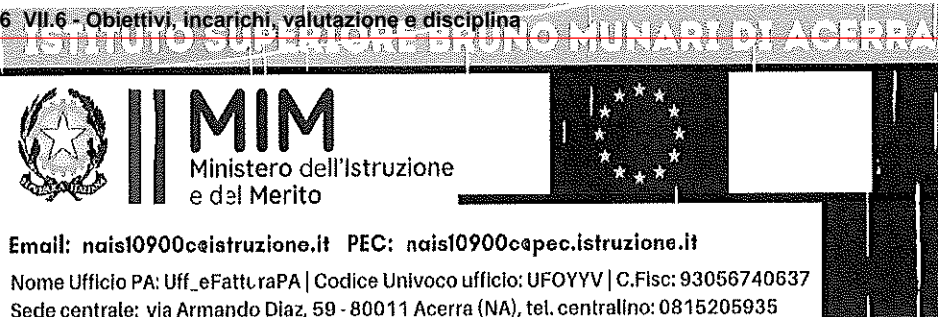 6 VII.6 - Obiettivi, incarichi, valutazione e disciplina
ISTITUTO SUPERIORE BRUNO MUNARI DI ACERRA
MIM
Ministero dell'Istruzione
e del Merito
Email: nais10900c@istruzione.it PEC: nais10900c@pec.istruzione.it
Nome Ufficio PA: Uff_eFatturaPA | Codice Univoco ufficio: UFOYYV | C.Fisc: 93056740637
Sede centrale: via Armando Diaz, 59 - 80011 Acerra (NA), tel. centralino: 0815205935